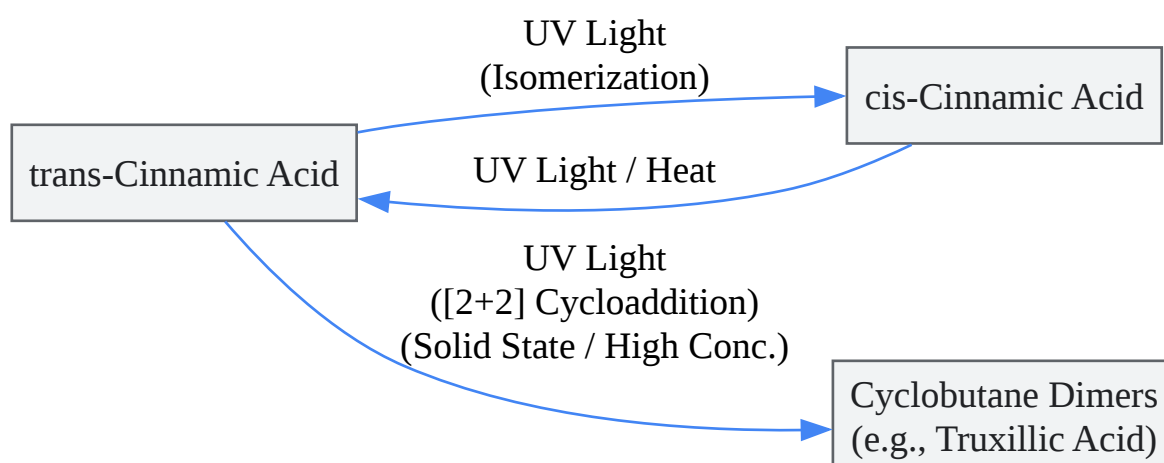 UV Light
(Isomerization)
cis-Cinnamic Acid
trans-Cinnamic Acid
UV Light / Heat
UV Light
([2+2] Cycloaddition)
(Solid State / High Conc.)
Cyclobutane Dimers
(e.g., Truxillic Acid)